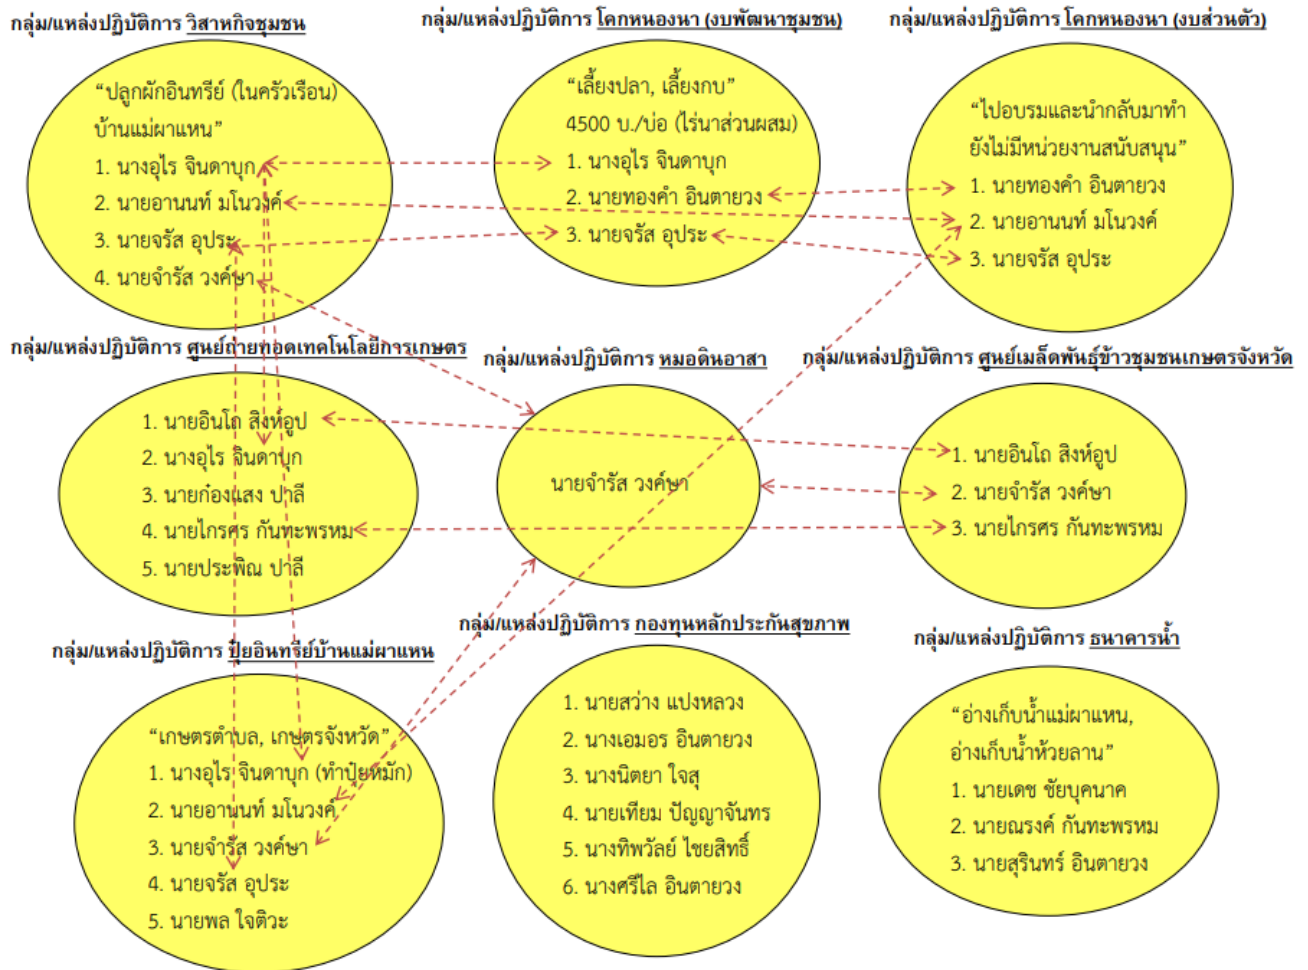 กลุ่ม/แหล่งปฏิบัติการ วิสาหกิจชุมชน
“ปลูกผักอินทรีย์ (ในครัวเรือน)
บ้านแม่ผาแหน”
1. นางอุไร จินดาบุก
2. นายอานนท์ มโนวงค์
3. นายจรัส อุประ
4. นายจำรัส วงค์ษา
กลุ่ม/แหล่งปฏิบัติการ โคกหนองนา (งบพัฒนาชุมชน)
“เลี้ยงปลา, เลี้ยงกบ”
4500 บ./บ่อ (ไร่นาส่วนผสม)
1. นางอุไร จินดาบุก
2. นายทองคำ อินตายวง
3. นายจรัส อุประ
กลุ่ม/แหล่งปฏิบัติการ โคกหนองนา (งบส่วนตัว)
“ไปอบรมและนำกลับมาทำ
ยังไม่มีหน่วยงานสนับสนุน”
1. นายทองคำ อินตายวง
2. นายอานนท์ มโนวงค์
3. นายจรัส อุประ
กลุ่ม/แหล่งปฏิบัติการ ศูนย์ถ่ายทอดเทคโนโลยีการเกษตร
1. นายอินโถ สิงห์อูป
2. นางอุไร จินดาบุก
3. นายก๋องแสง ปาลี
4. นายไกรศร กันทะพรหม
5. นายประพิณ ปาลี
กลุ่ม/แหล่งปฏิบัติการ หมอดินอาสา
นายจำรัส วงค์ษา
กลุ่ม/แหล่งปฏิบัติการ ศูนย์เมล็ดพันธุ์ข้าวชุมชนเกษตรจังหวัด
1. นายอินโถ สิงห์อูป
2. นายจำรัส วงค์ษา
3. นายไกรศร กันทะพรหม
กลุ่ม/แหล่งปฏิบัติการ ปุ๋ยอินทรีย์บ้านแม่ผาแหน
“เกษตรตำบล, เกษตรจังหวัด”
1. นางอุไร จินดาบุก (ทำปุ๋ยหมัก)
2. นายอานนท์ มโนวงค์
3. นายจำรัส วงค์ษา
4. นายจรัส อุประ
5. นายพล ใจติวะ
กลุ่ม/แหล่งปฏิบัติการ กองทุนหลักประกันสุขภาพ
1. นายสว่าง แปงหลวง
2. นางเอมอร อินตายวง
3. นางนิตยา ใจสุ
4. นายเทียม ปัญญาจันทร
5. นางทิพวัลย์ ไชยสิทธิ์
6. นางศรีไล อินตายวง
กลุ่ม/แหล่งปฏิบัติการ ธนาคารน้ำ
“อ่างเก็บน้ำแม่ผาแหน,
อ่างเก็บน้ำห้วยลาน”
1. นายเดช ชัยบุคนาค
2. นายณรงค์ กันทะพรหม
3. นายสุรินทร์ อินตายวง